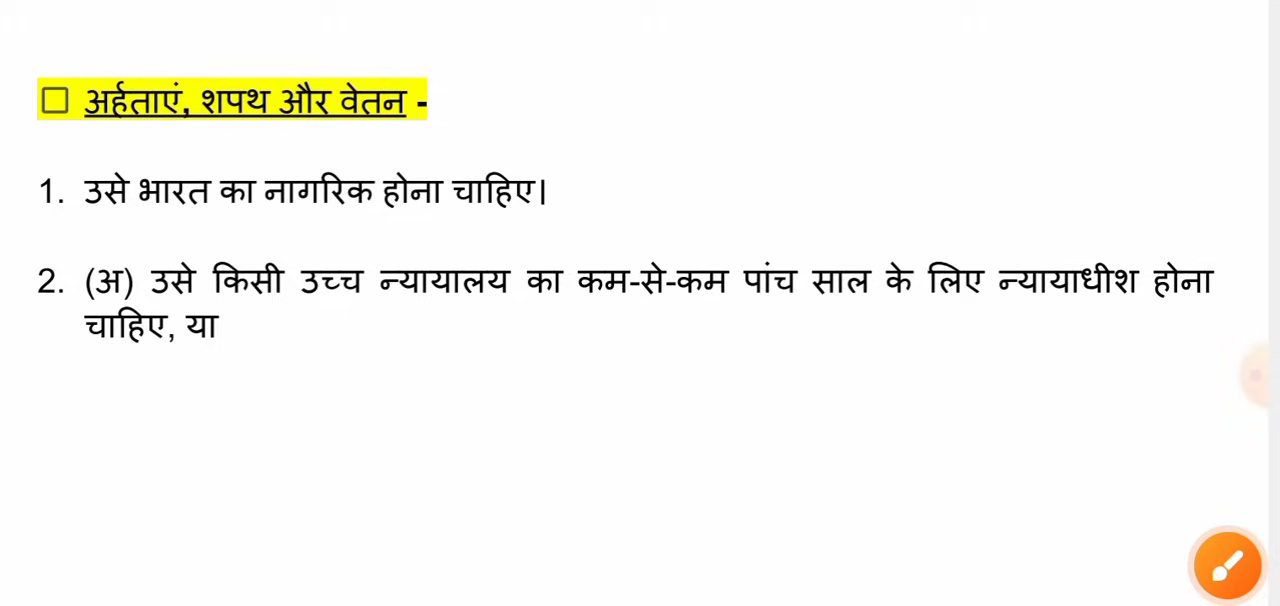 □ अर्हताएं, शपथ और वेतन -
1. उसे भारत का नागरिक होना चाहिए।
2. (अ) उसे किसी उच्च न्यायालय का कम-से-कम पांच साल के लिए न्यायाधीश होना
चाहिए, या